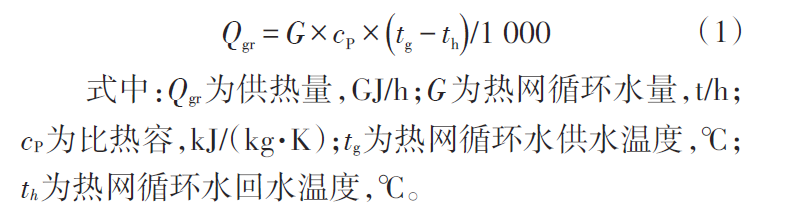 Qgr = G × cP × (tg − th)/1 000 （1）
式中：Qgr为供热量，GJ/h；G为热网循环水量，t/h；
cP为比热容，kJ/（kg·K）；tg为热网循环水供水温度，℃；
th为热网循环水回水温度，℃。